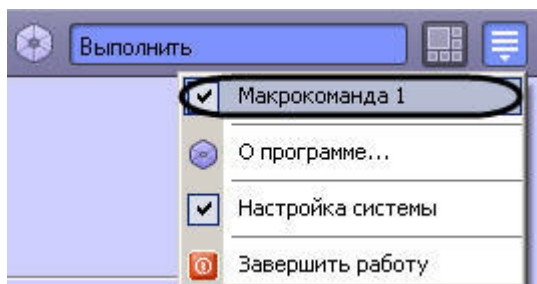 Выполнить
Макрокоманда 1
О программе...
Настройка системы
Завершить работу